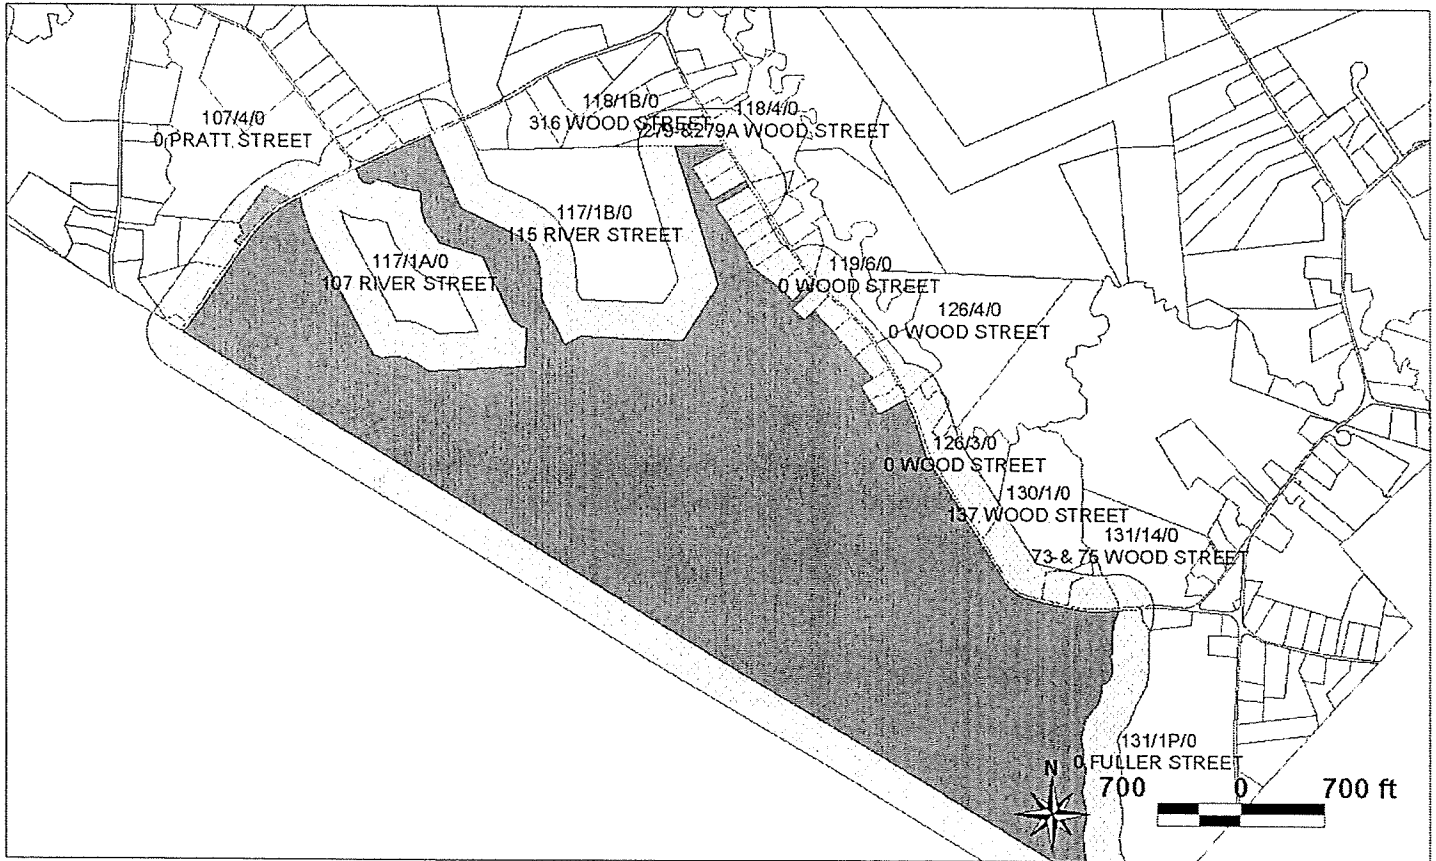 118/1B/0
316 WOOD STREET
118/4/0
279 & 279A WOOD STREET
107/4/0
0 PRATT STREET
117/1B/0
115 RIVER STREET
117/1A/0
107 RIVER STREET
119/6/0
0 WOOD STREET
126/4/0
0 WOOD STREET
126/3/0
0 WOOD STREET
130/1/0
137 WOOD STREET
131/14/0
73 & 75 WOOD STREET
131/1P/0
0 FULLER STREET
N
700 0 700 ft